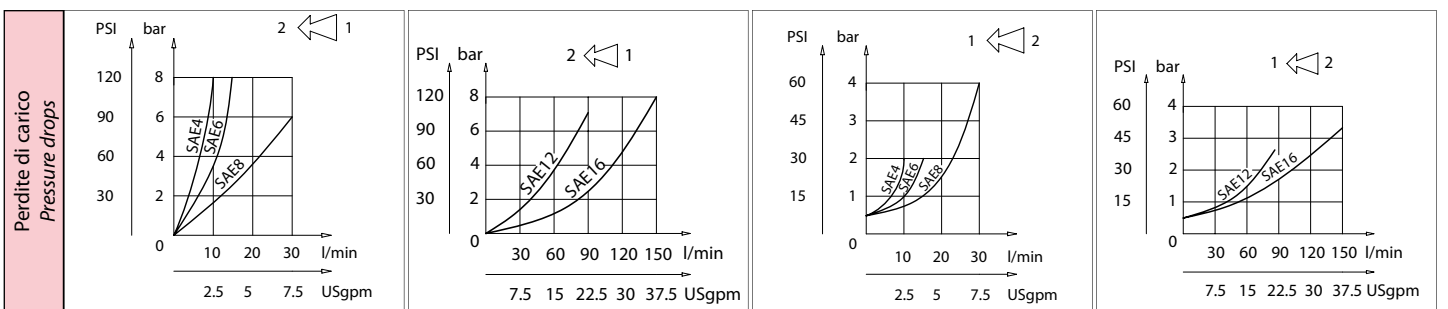 Perdite di carico
Pressure drops
PSI bar 2 1
120 8
90 6
60 4
30 2
0
SAE4
SAE6
SAE8
10 20 30 l/min
2.5 5 7.5 USgpm
PSI bar 2 1
120 8
90 6
60 4
30 2
0
SAE12
SAE16
30 60 90 120 150 l/min
7.5 15 22.5 30 37.5 USgpm
PSI bar 1 2
60 4
45 3
30 2
15 1
0
SAE4
SAE6
SAE8
10 20 30 l/min
2.5 5 7.5 USgpm
PSI bar 1 2
60 4
45 3
30 2
15 1
0
SAE12
SAE16
30 60 90 120 150 l/min
7.5 15 22.5 30 37.5 USgpm